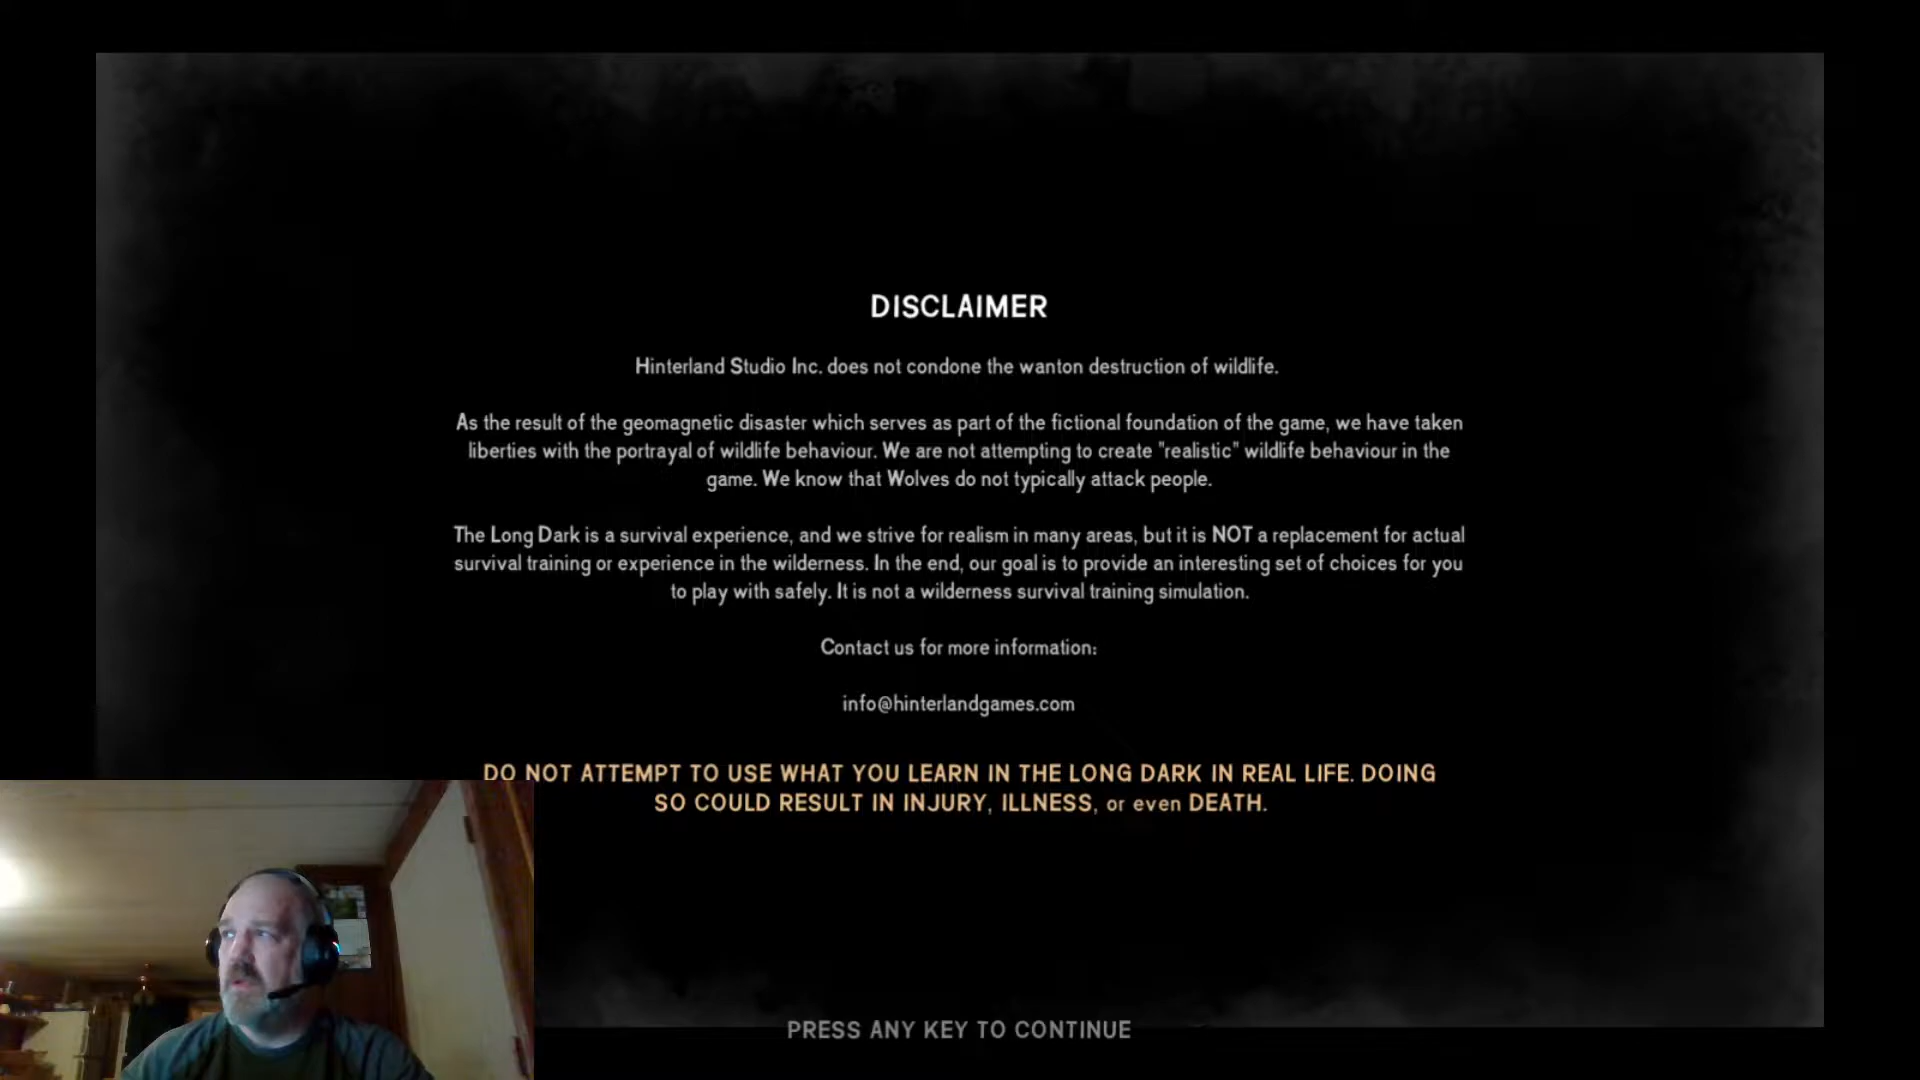 DISCLAIMER
Hinterland Studio Inc. does not condone the wanton destruction of wildlife.
As the result of the geomagnetic disaster which serves as part of the fictional foundation of the game, we have taken
liberties with the portrayal of wildlife behaviour. We are not attempting to create "realistic" wildlife behaviour in the
game. We know that Wolves do not typically attack people.
The Long Dark is a survival experience, and we strive for realism in many areas, but it is NOT a replacement for actual
survival training or experience in the wilderness. In the end, our goal is to provide an interesting set of choices for you
to play with safely. It is not a wilderness survival training simulation.
Contact us for more information:
info@hinterlandgames.com
DO NOT ATTEMPT TO USE WHAT YOU LEARN IN THE LONG DARK IN REAL LIFE. DOING
SO COULD RESULT IN INJURY, ILLNESS, or even DEATH.
PRESS ANY KEY TO CONTINUE